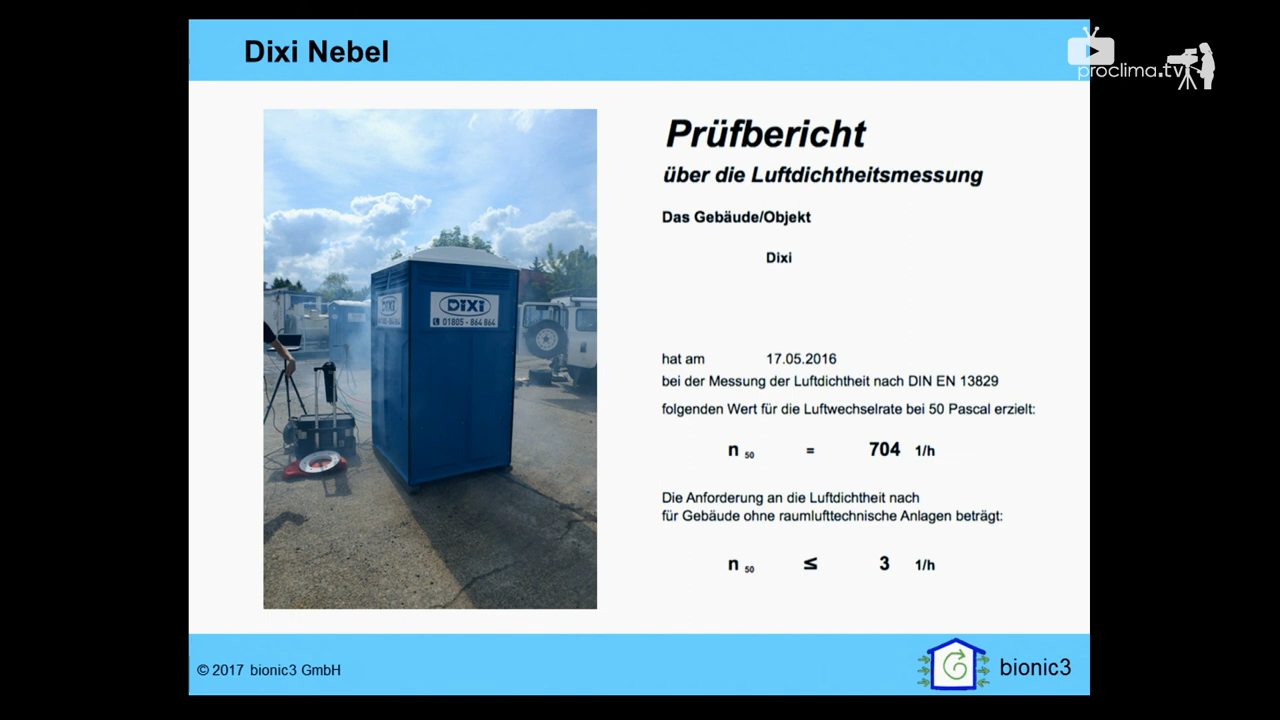 Dixi Nebel
proclima.tv
Prüfbericht
über die Luftdichtheitsmessung
Das Gebäude/Objekt
Dixi
hat am 17.05.2016
bei der Messung der Luftdichtheit nach DIN EN 13829
folgenden Wert für die Luftwechselrate bei 50 Pascal erzielt:
n 50 = 704 1/h
Die Anforderung an die Luftdichtheit nach
für Gebäude ohne raumlufttechnische Anlagen beträgt:
n 50 ≤ 3 1/h
DIXI
DIXI
01805 - 864 864
© 2017 bionic3 GmbH
bionic3